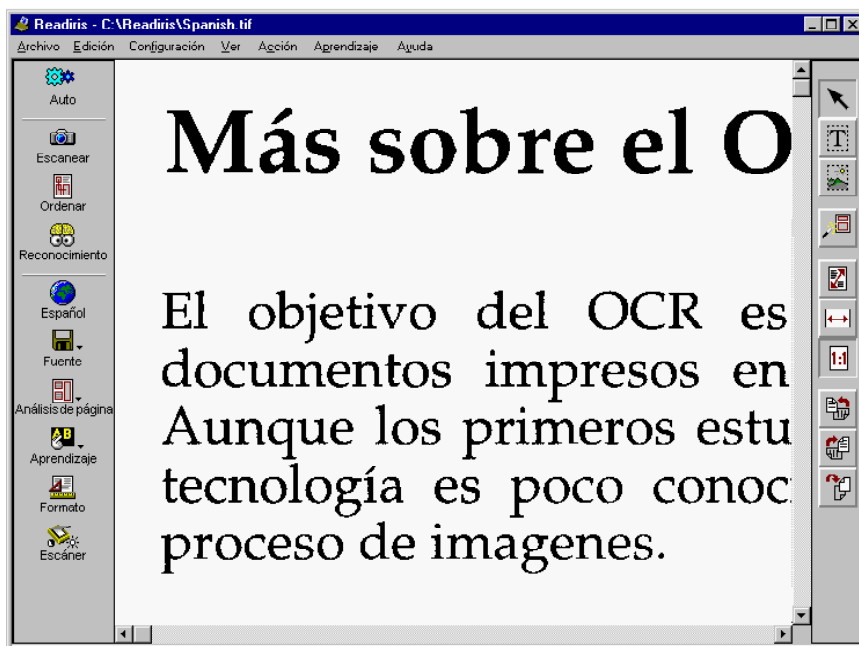 Readiris - C:\Readiris\Spanish.tif
Archivo Edición Configuración Ver Acción Aprendizaje Ayuda
Auto
Escanear
Ordenar
Reconocimiento
Español
Fuente
Análisis de página
Aprendizaje
Formato
Escáner
Más sobre el O
El objetivo del OCR es
documentos impresos en
Aunque los primeros estu
tecnología es poco conoc
proceso de imagenes.
T
1:1